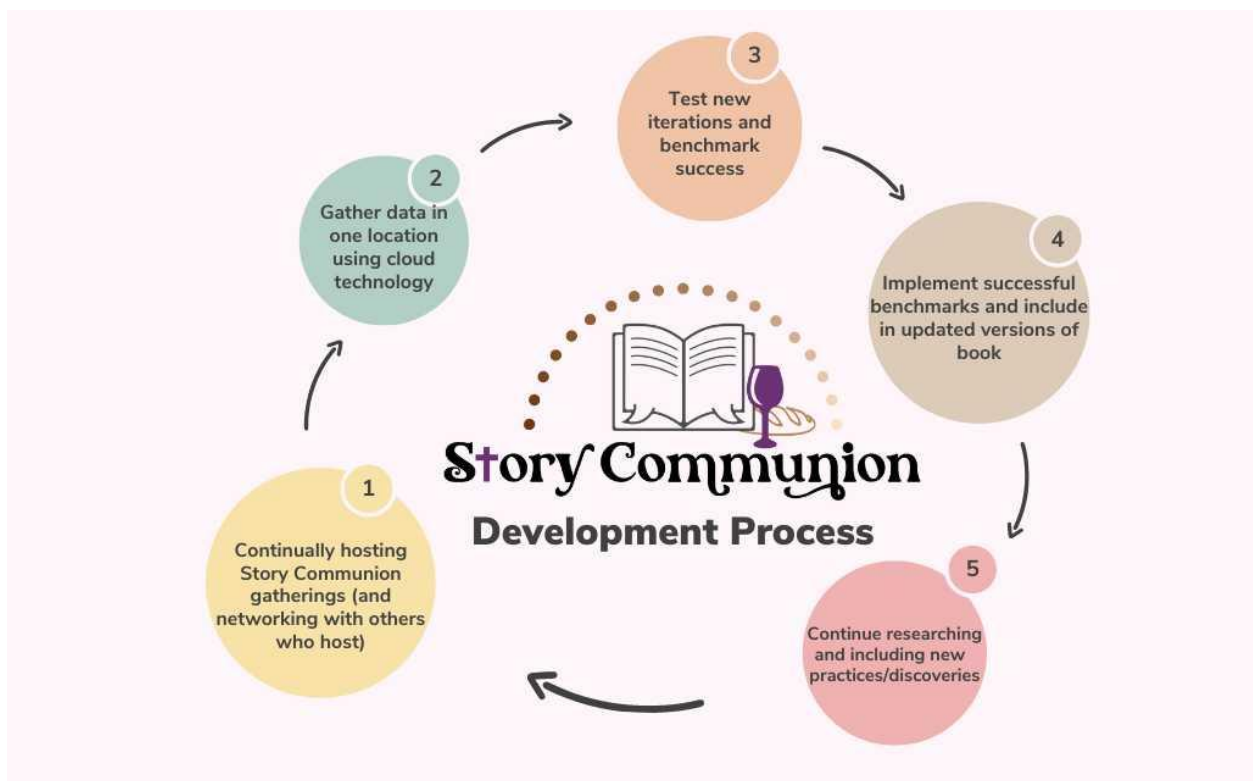 1
Continually hosting
Story Communion
gatherings (and
networking with others
who host)
2
Gather data in
one location
using cloud
technology
3
Test new
iterations and
benchmark
success
4
Implement successful
benchmarks and include
in updated versions of
book
5
Continue researching
and including new
practices/discoveries
Story Communion
Development Process